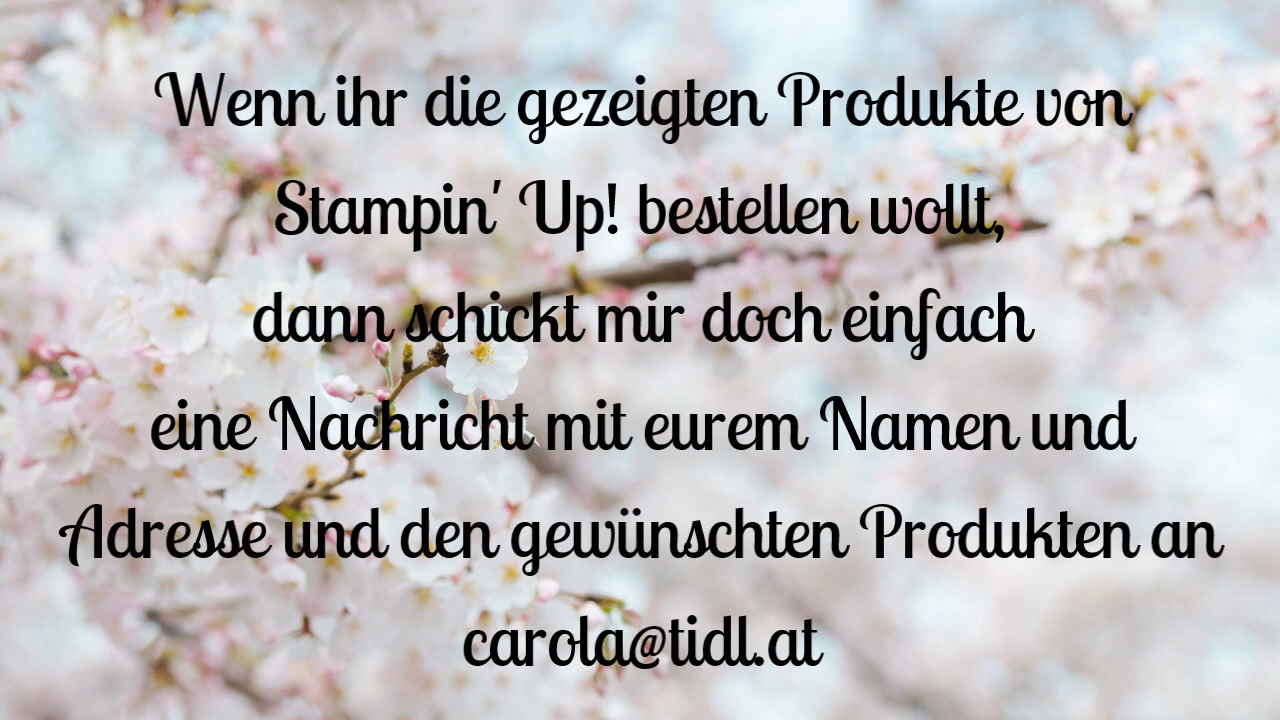 Wenn ihr die gezeigten Produkte von
Stampin' Up! bestellen wollt,
dann schickt mir doch einfach
eine Nachricht mit eurem Namen und
Adresse und den gewünschten Produkten an
carola@tidl.at